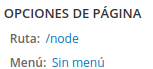 OPCIONES DE PÁGINA
Ruta: /node
Menú: Sin menú